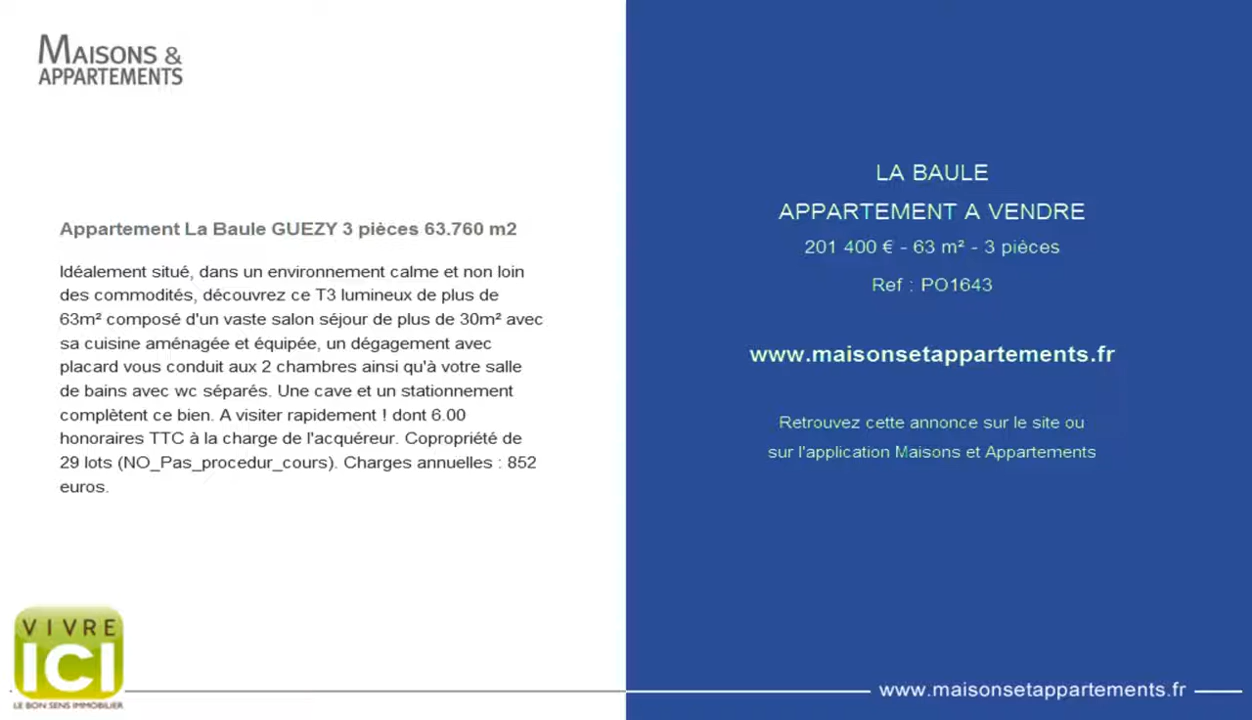 MAISONS &
APPARTEMENTS
Appartement La Baule GUEZY 3 pièces 63.760 m2
Idéalement situé, dans un environnement calme et non loin
des commodités, découvrez ce T3 lumineux de plus de
63m² composé d'un vaste salon séjour de plus de 30m² avec
sa cuisine aménagée et équipée, un dégagement avec
placard vous conduit aux 2 chambres ainsi qu'à votre salle
de bains avec wc séparés. Une cave et un stationnement
complètent ce bien. A visiter rapidement ! dont 6.00
honoraires TTC à la charge de l'acquéreur. Copropriété de
29 lots (NO_Pas_procedur_cours). Charges annuelles : 852
euros.
VIVRE
ICI
LE BON SENS IMMOBILIER
LA BAULE
APPARTEMENT A VENDRE
201 400 € - 63 m² - 3 pièces
Ref : PO1643
www.maisonsetappartements.fr
Retrouvez cette annonce sur le site ou
sur l'application Maisons et Appartements
www.maisonsetappartements.fr